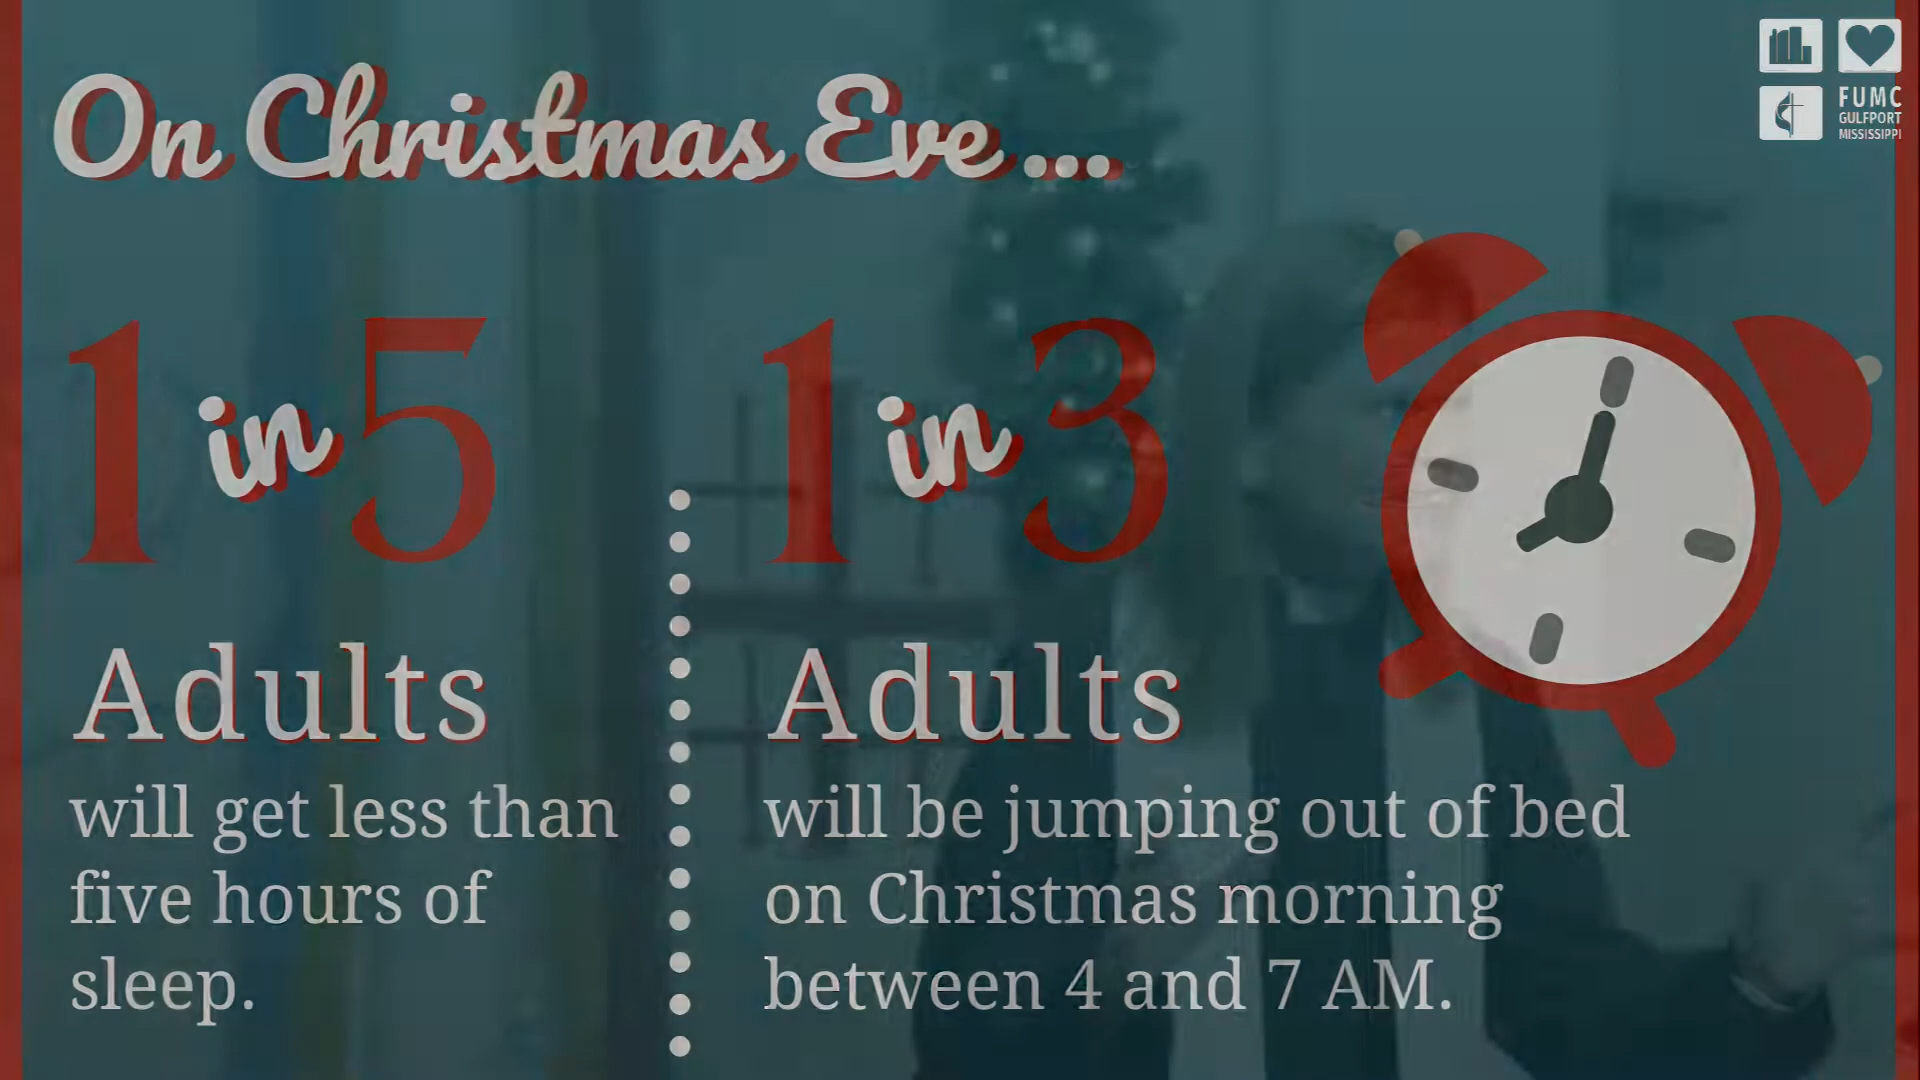 On Christmas Eve ...
1 in 5
Adults
will get less than
five hours of
sleep.
1 in 3
Adults
will be jumping out of bed
on Christmas morning
between 4 and 7 AM.
FUMC
GULFPORT
MISSISSIPPI